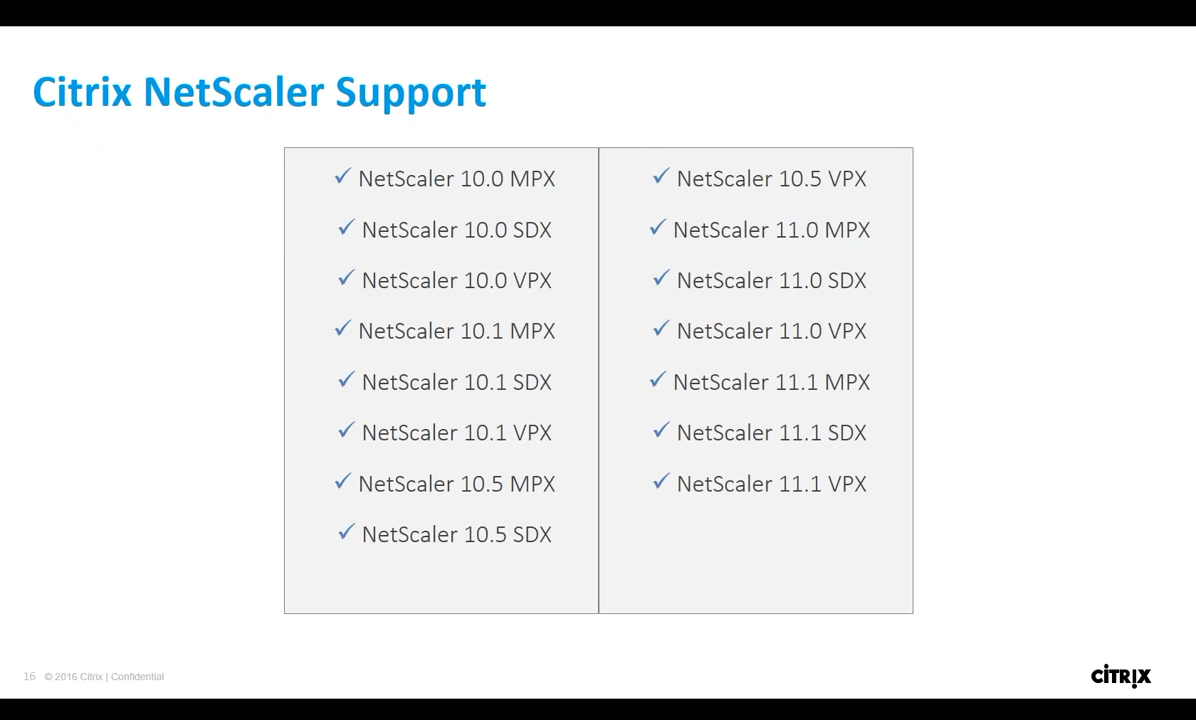 Citrix NetScaler Support
✓ NetScaler 10.0 MPX
✓ NetScaler 10.0 SDX
✓ NetScaler 10.0 VPX
✓ NetScaler 10.1 MPX
✓ NetScaler 10.1 SDX
✓ NetScaler 10.1 VPX
✓ NetScaler 10.5 MPX
✓ NetScaler 10.5 SDX
✓ NetScaler 10.5 VPX
✓ NetScaler 11.0 MPX
✓ NetScaler 11.0 SDX
✓ NetScaler 11.0 VPX
✓ NetScaler 11.1 MPX
✓ NetScaler 11.1 SDX
✓ NetScaler 11.1 VPX
16 © 2016 Citrix | Confidential
CITRIX